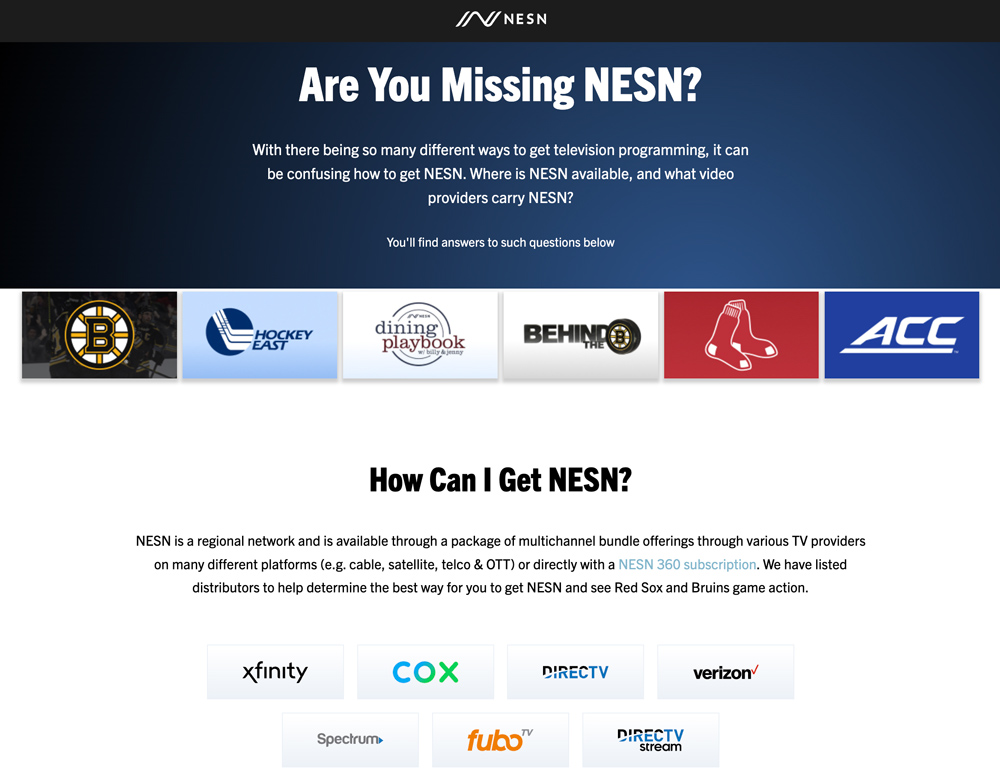 NESN
Are You Missing NESN?
With there being so many different ways to get television programming, it can
be confusing how to get NESN. Where is NESN available, and what video
providers carry NESN?
You'll find answers to such questions below
B
HOCKEY
EAST
NESN
dining
playbook
w/ billy & jenny
BEHIND
THE
B
ACC
How Can I Get NESN?
NESN is a regional network and is available through a package of multichannel bundle offerings through various TV providers
on many different platforms (e.g. cable, satellite, telco & OTT) or directly with a NESN 360 subscription. We have listed
distributors to help determine the best way for you to get NESN and see Red Sox and Bruins game action.
xfinity
COX
DIRECTV
verizon
Spectrum
fubo TV
DIRECTV
stream